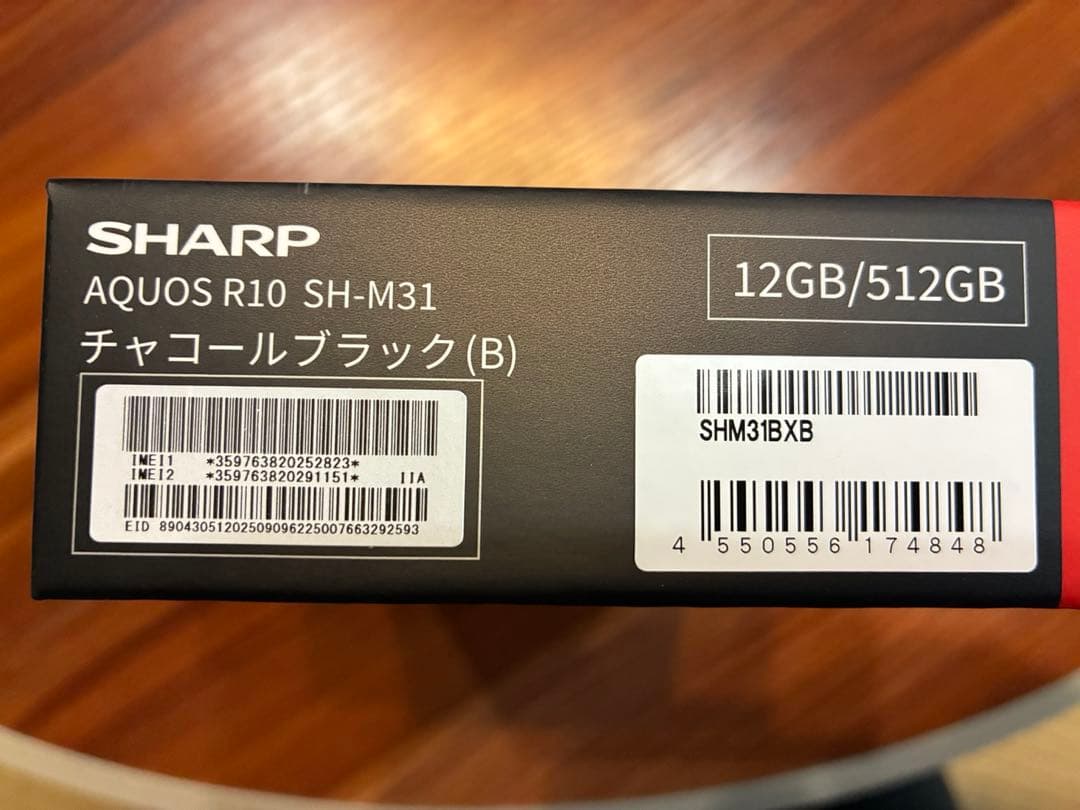 SHARP
AQUOS R10 SH-M31
チャコールブラック(B)
12GB/512GB
IMEI1 *359763820252823*
IMEI2 *359763820291151* IIA
EID 89043051202509096225007663292593
SHM31BXB
4 550556 174848